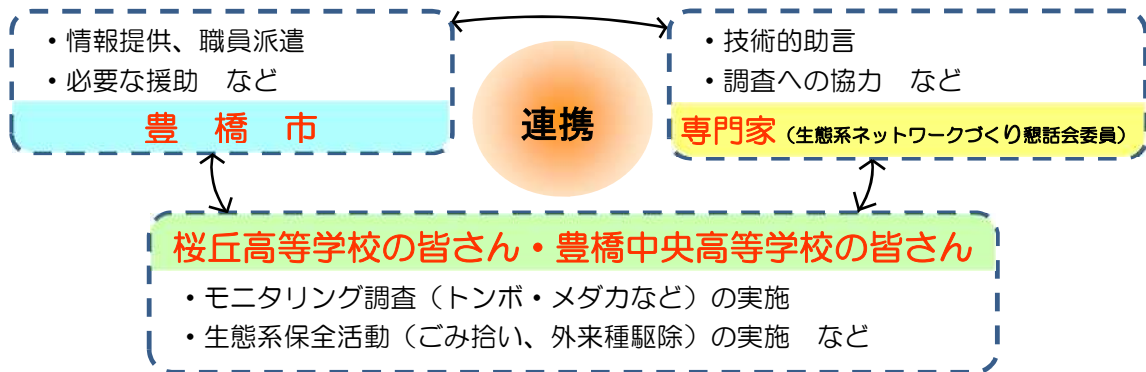 ・情報提供、職員派遣
・必要な援助　など
豊　橋　市
連携
・技術的助言
・調査への協力　など
専門家（生態系ネットワークづくり懇話会委員）
桜丘高等学校の皆さん・豊橋中央高等学校の皆さん
・モニタリング調査（トンボ・メダカなど）の実施
・生態系保全活動（ごみ拾い、外来種駆除）の実施　など